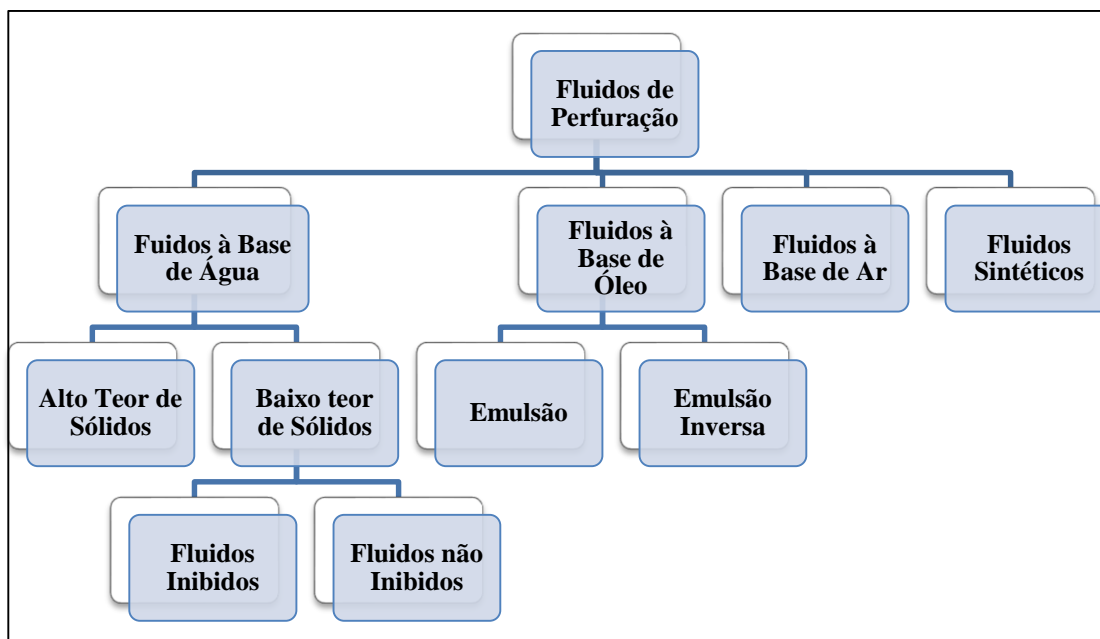 Fluidos de
Perfuração
Fuidos à Base
de Água
Fluidos à
Base de
Óleo
Fluidos à
Base de Ar
Fluidos
Sintéticos
Alto Teor de
Sólidos
Baixo teor
de Sólidos
Emulsão
Emulsão
Inversa
Fluidos
Inibidos
Fluidos não
Inibidos